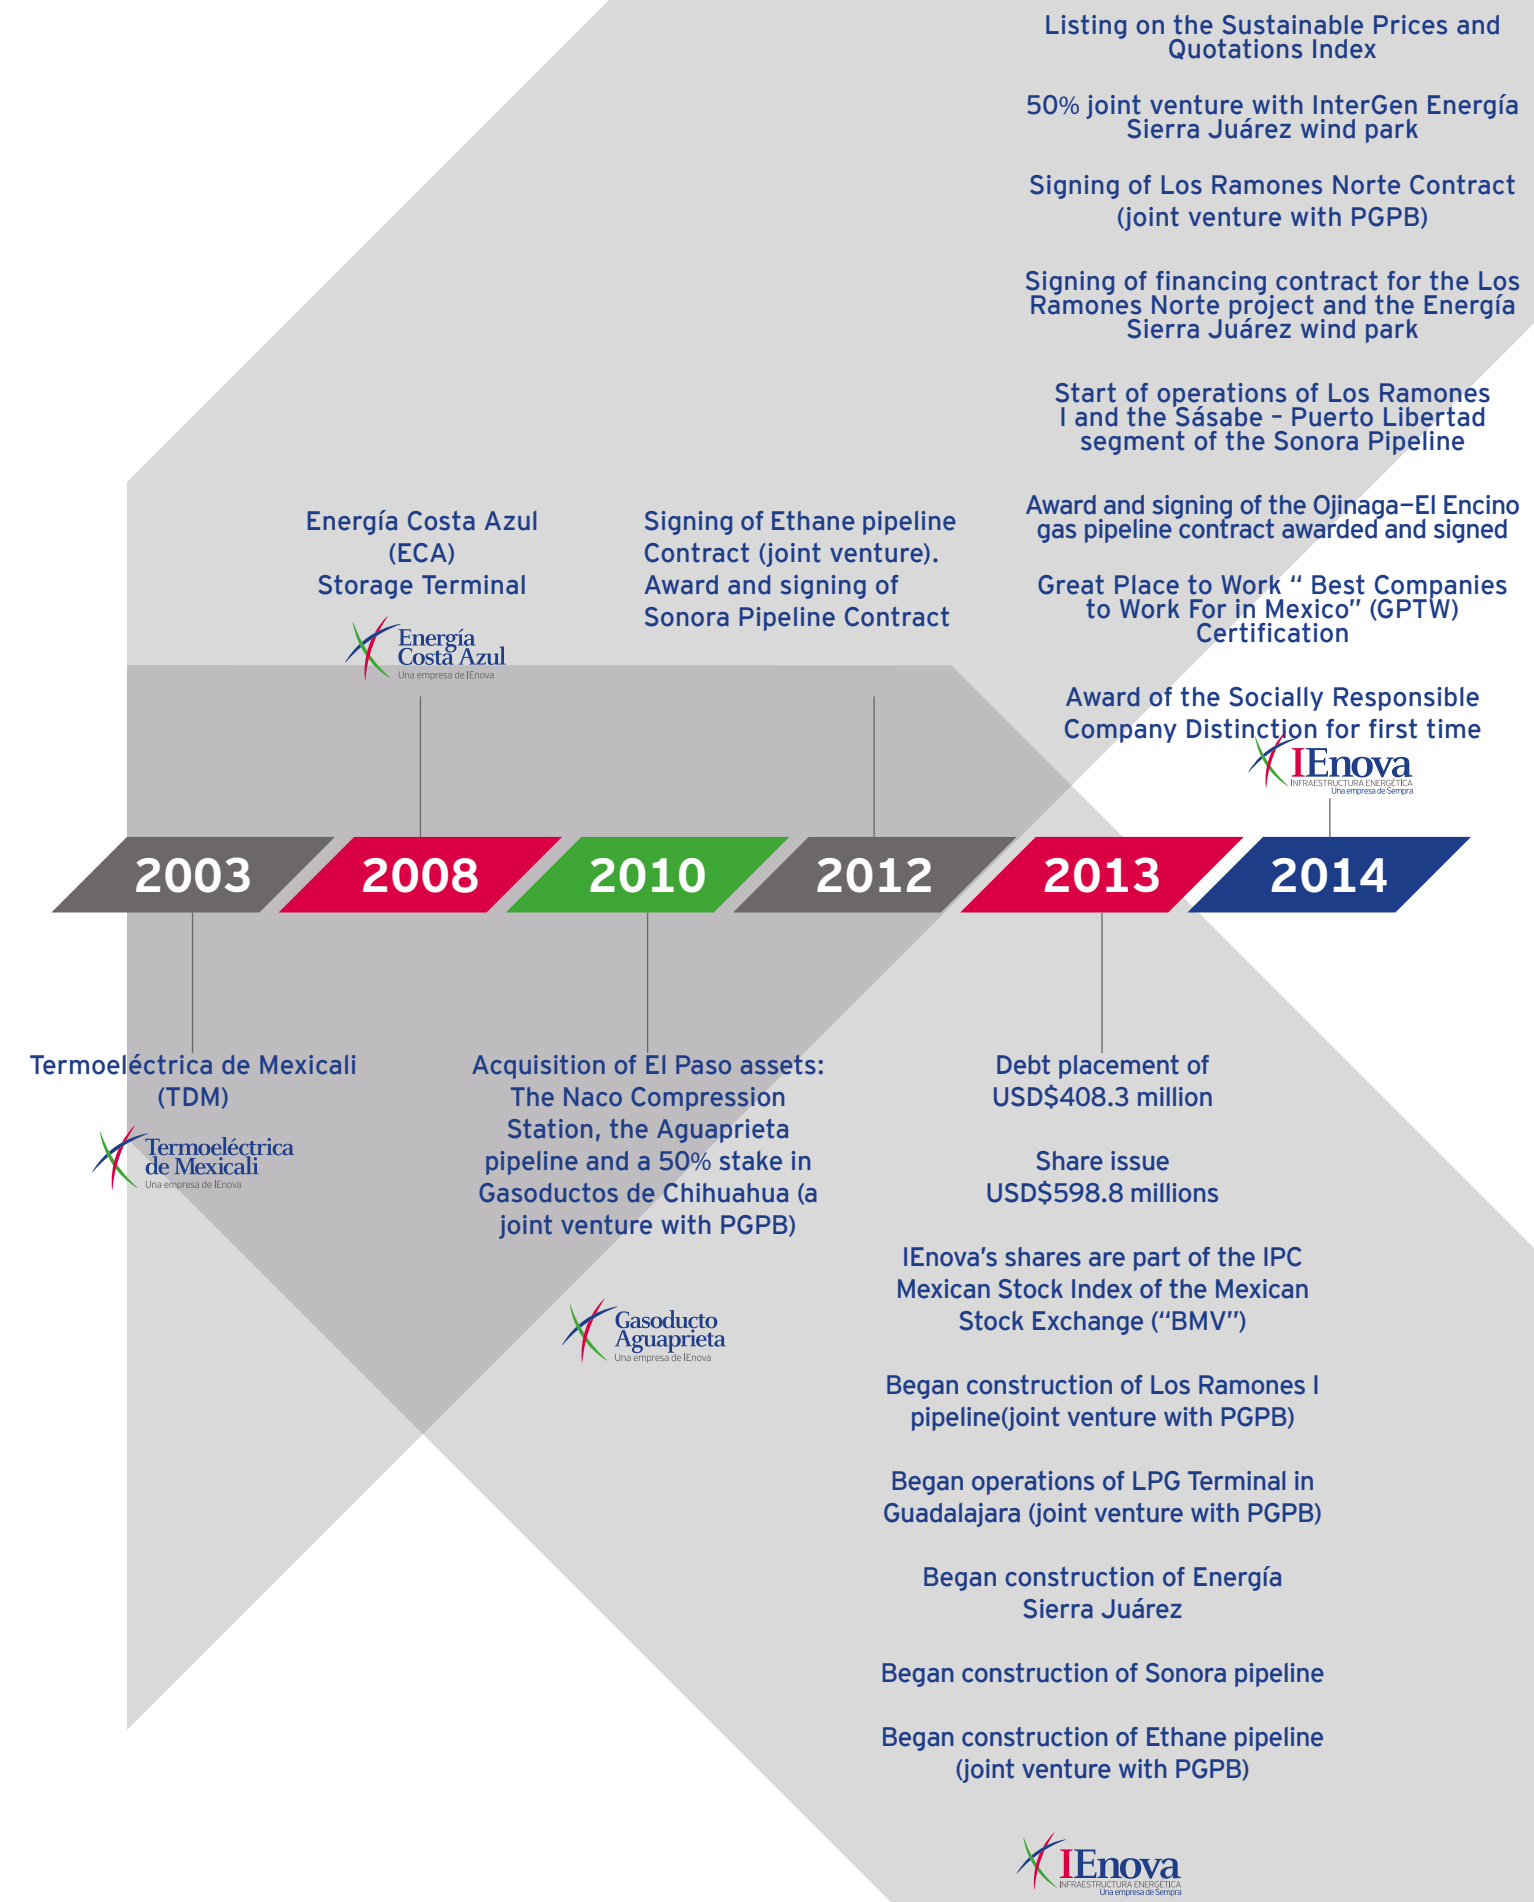 Listing on the Sustainable Prices and
Quotations Index
50% joint venture with InterGen Energía
Sierra Juárez wind park
Signing of Los Ramones Norte Contract
(joint venture with PGPB)
Signing of financing contract for the Los
Ramones Norte project and the Energía
Sierra Juárez wind park
Start of operations of Los Ramones
I and the Sásabe – Puerto Libertad
segment of the Sonora Pipeline
Award and signing of the Ojinaga–El Encino
gas pipeline contract awarded and signed
Great Place to Work “ Best Companies
to Work For in Mexico” (GPTW)
Certification
Award of the Socially Responsible
Company Distinction for first time
IEnova
INFRAESTRUCTURA ENERGÉTICA
Una empresa de Sempra
Energía Costa Azul
(ECA)
Storage Terminal
Energía
Costa Azul
Una empresa de IEnova
Signing of Ethane pipeline
Contract (joint venture).
Award and signing of
Sonora Pipeline Contract
2003 2008 2010 2012 2013 2014
Termoeléctrica de Mexicali
(TDM)
Termoeléctrica
de Mexicali
Una empresa de IEnova
Acquisition of El Paso assets:
The Naco Compression
Station, the Aguaprieta
pipeline and a 50% stake in
Gasoductos de Chihuahua (a
joint venture with PGPB)
Gasoducto
Aguaprieta
Una empresa de IEnova
Debt placement of
USD$408.3 million
Share issue
USD$598.8 millions
IEnova’s shares are part of the IPC
Mexican Stock Index of the Mexican
Stock Exchange (“BMV”)
Began construction of Los Ramones I
pipeline(joint venture with PGPB)
Began operations of LPG Terminal in
Guadalajara (joint venture with PGPB)
Began construction of Energía
Sierra Juárez
Began construction of Sonora pipeline
Began construction of Ethane pipeline
(joint venture with PGPB)
IEnova
INFRAESTRUCTURA ENERGÉTICA
Una empresa de Sempra